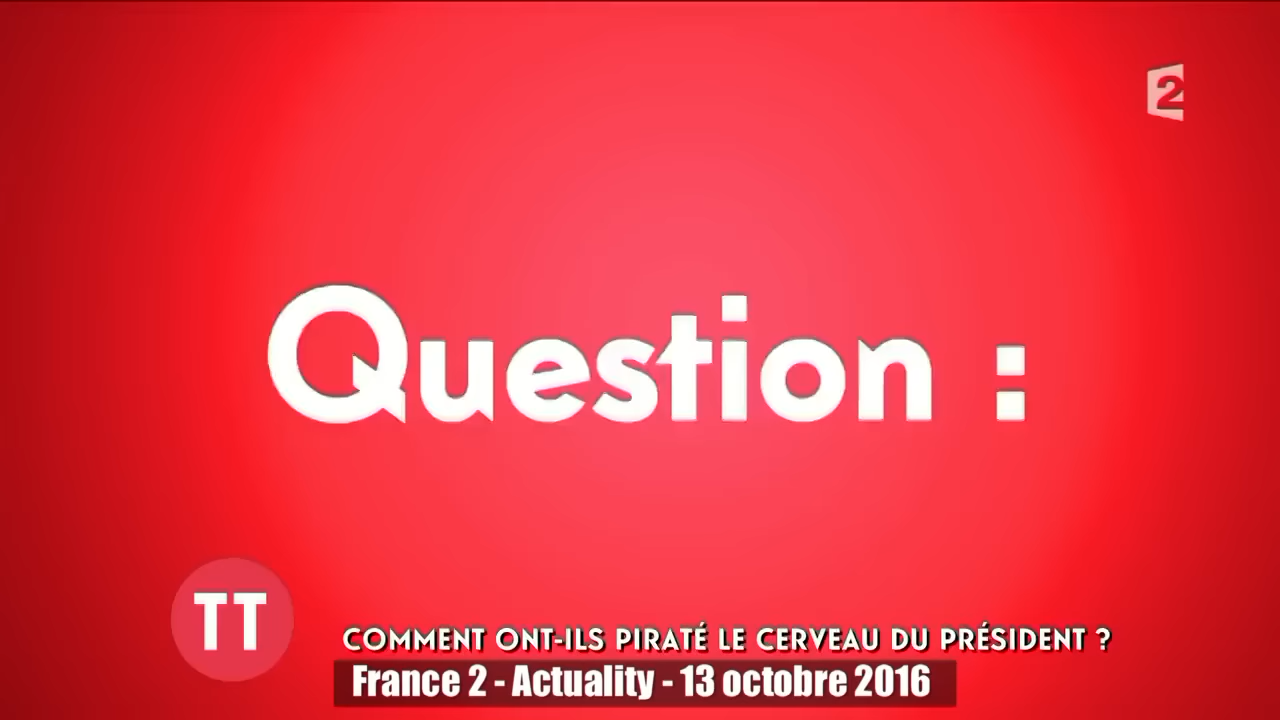 2
Question :
TT
COMMENT ONT-ILS PIRATÉ LE CERVEAU DU PRÉSIDENT ?
France 2 - Actuality - 13 octobre 2016